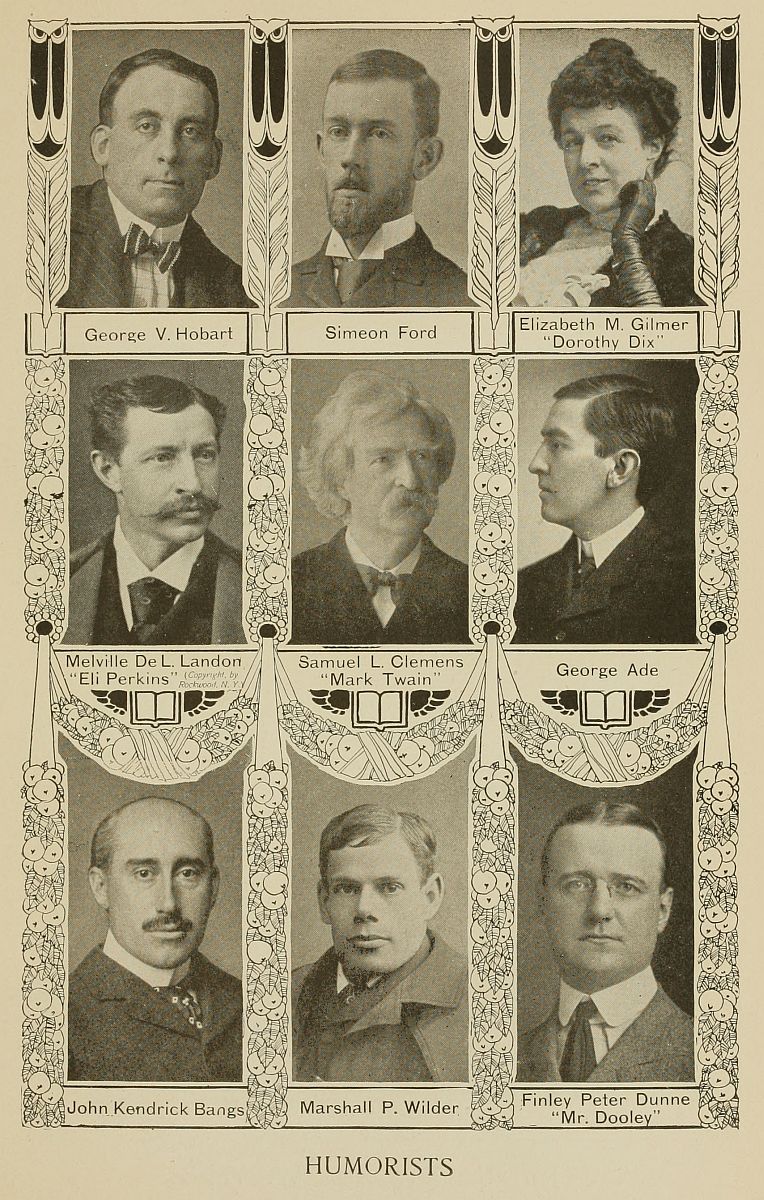 George V. Hobart
Simeon Ford
Elizabeth M. Gilmer
"Dorothy Dix"
Melville De L. Landon
"Eli Perkins" (Copyright, by
Rockwood, N. Y.)
Samuel L. Clemens
"Mark Twain"
George Ade
John Kendrick Bangs
Marshall P. Wilder
Finley Peter Dunne
"Mr. Dooley"
HUMORISTS